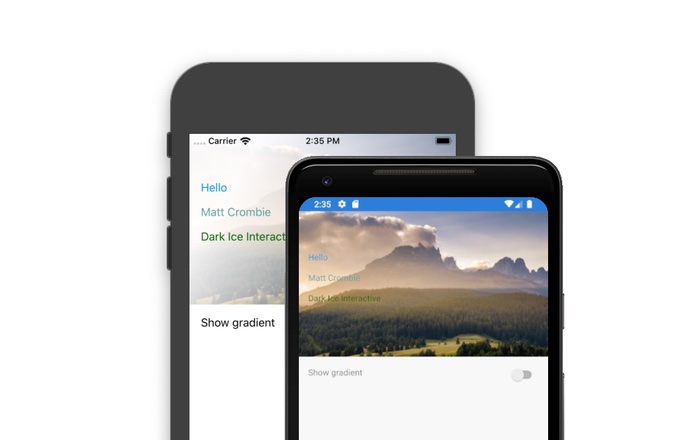 Carrier 2:35 PM
Hello
Matt Crombie
Dark Ice Interact
Show gradient
2:35
Hello
Matt Crombie
Dark Ice Interactive
Show gradient